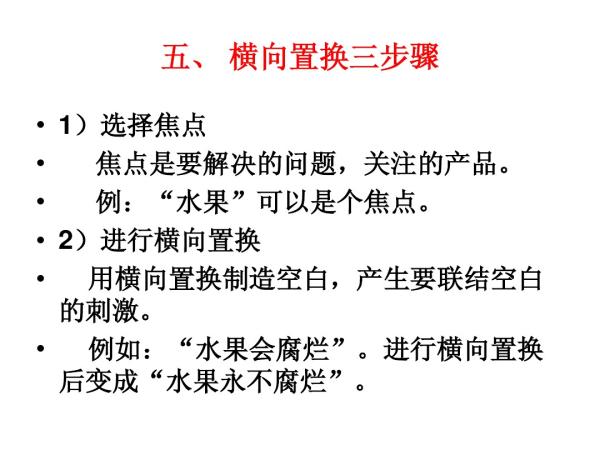 五、 横向置换三步骤
• 1）选择焦点
• 焦点是要解决的问题，关注的产品。
• 例：“水果”可以是个焦点。
• 2）进行横向置换
• 用横向置换制造空白，产生要联结空白
的刺激。
• 例如：“水果会腐烂”。进行横向置换
后变成“水果永不腐烂”。